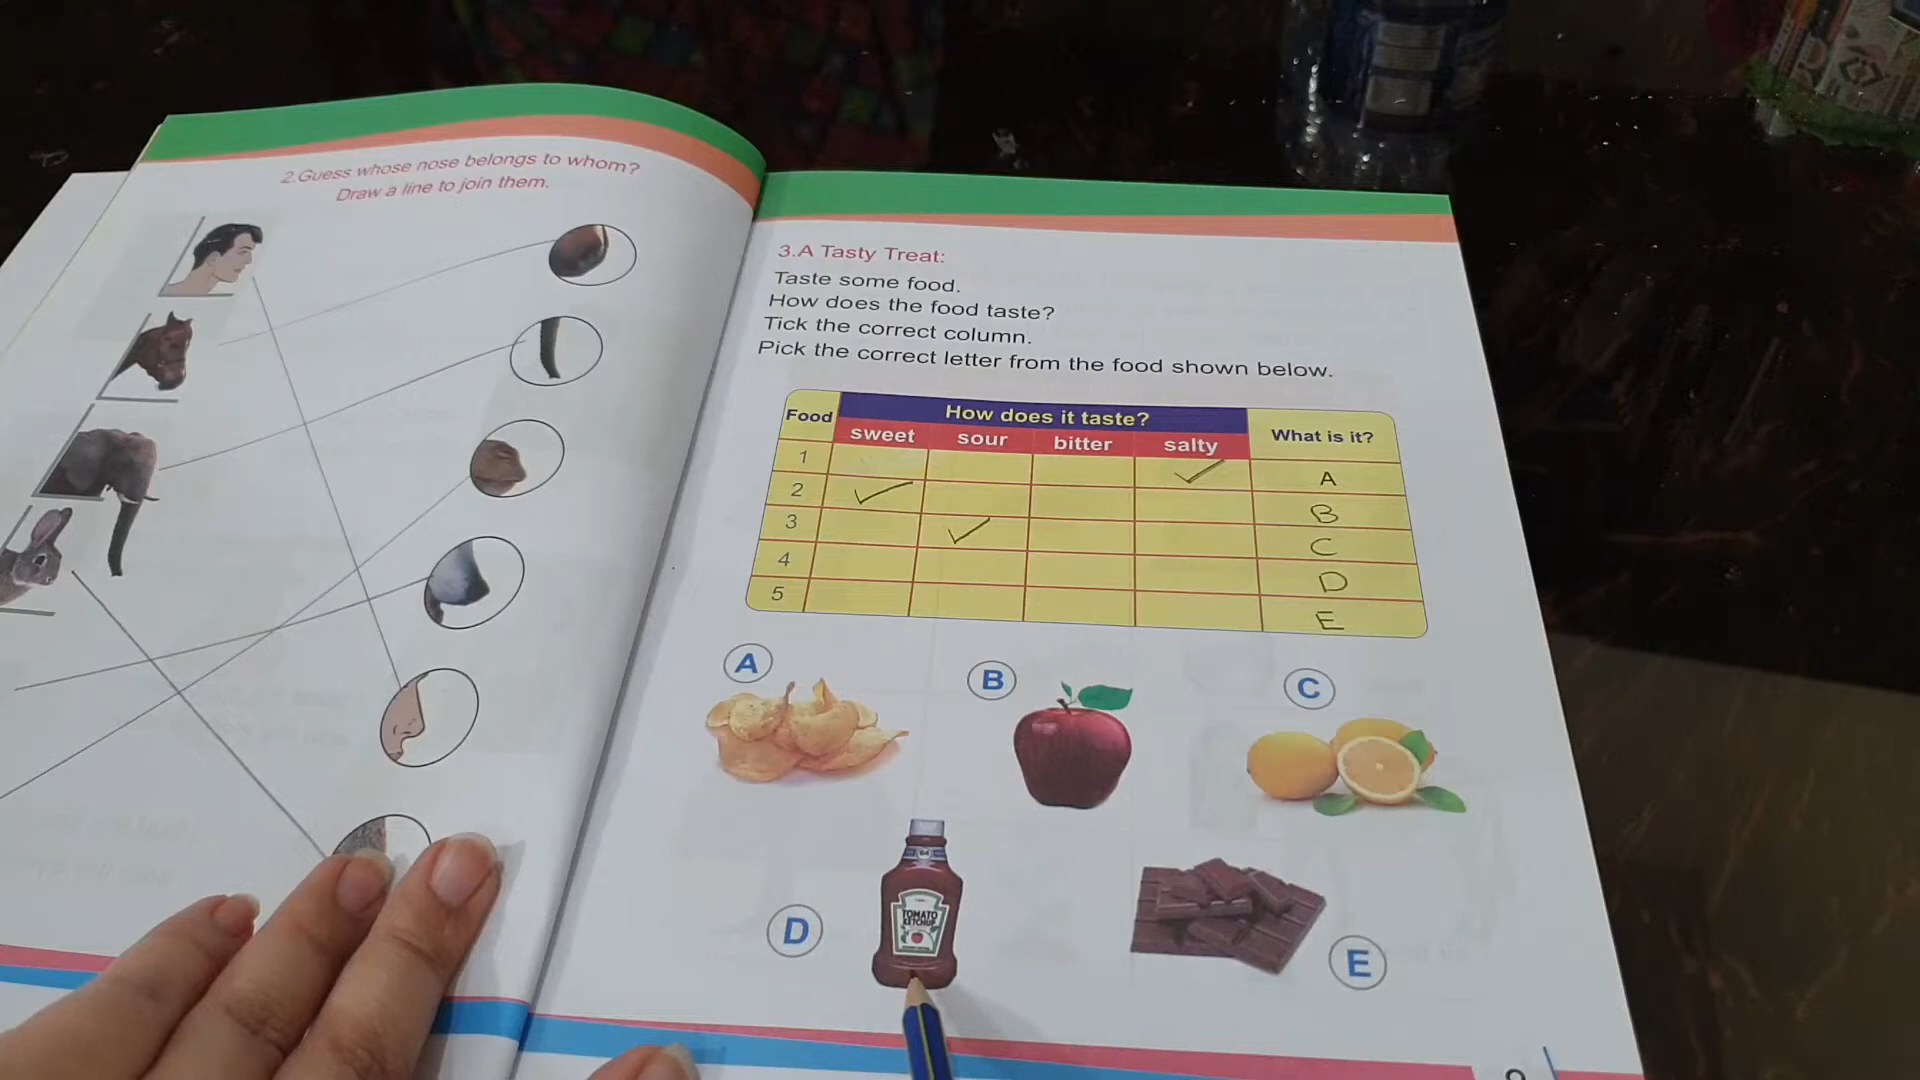 2.Guess whose nose belongs to whom?
Draw a line to join them.
3.A Tasty Treat:
Taste some food.
How does the food taste?
Tick the correct column.
Pick the correct letter from the food shown below.
Food How does it taste? What is it?
sweet sour bitter salty
1 A
2 B
3 C
4 D
5 E
A
B
C
D
TOMATO
KETCHUP
E